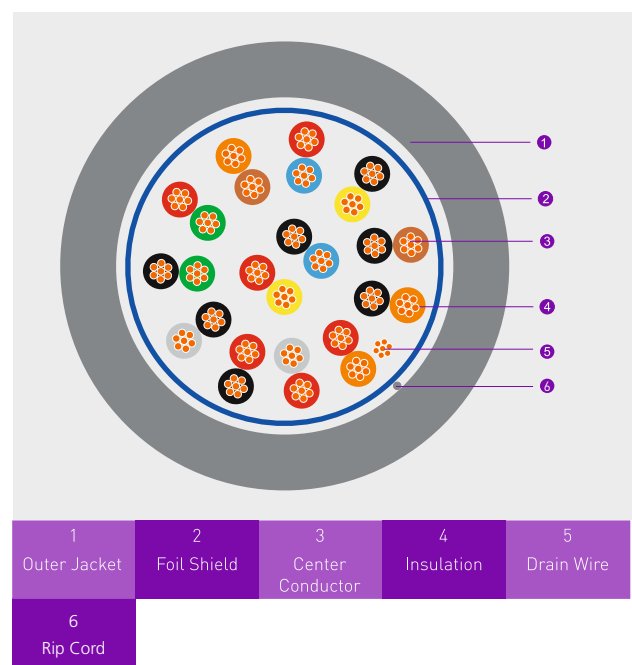 1
2
3
4
5
6
1
Outer Jacket
2
Foil Shield
3
Center
Conductor
4
Insulation
5
Drain Wire
6
Rip Cord